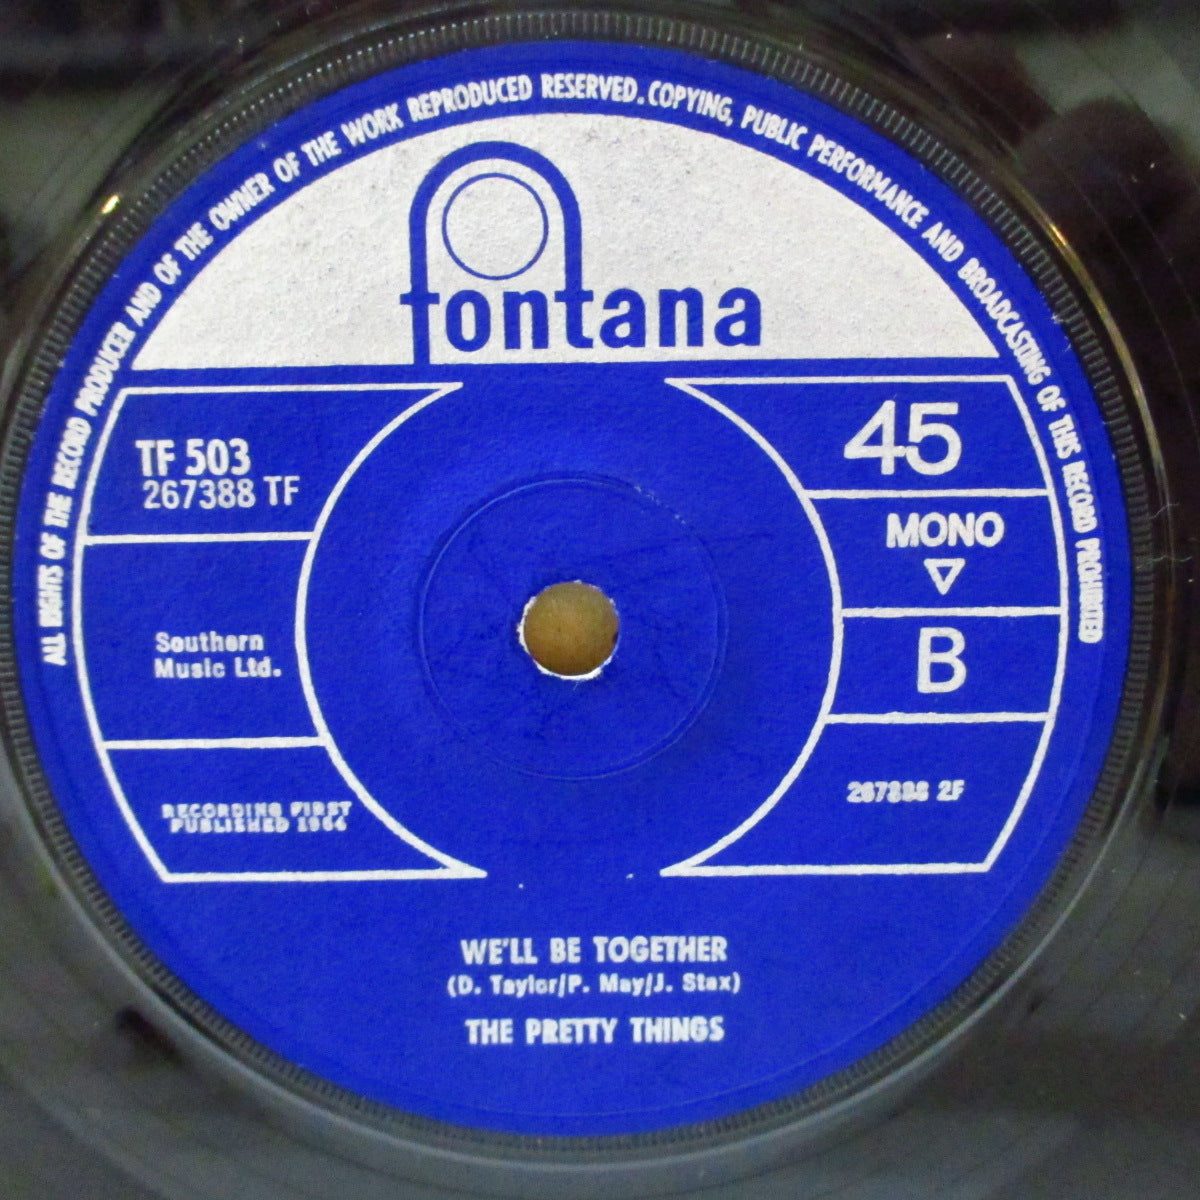 ALL RIGHTS OF THE RECORD PRODUCER AND OF THE OWNER OF THE WORK REPRODUCED RESERVED. COPYING, PUBLIC PERFORMANCE AND BROADCASTING OF THIS RECORD PROHIBITED
fontana
TF 503
267388 TF
Southern
Music Ltd.
RECORDING FIRST
PUBLISHED 1964
45
MONO
B
267388 2F
WE'LL BE TOGETHER
(D. Taylor/P. May/J. Stax)
THE PRETTY THINGS